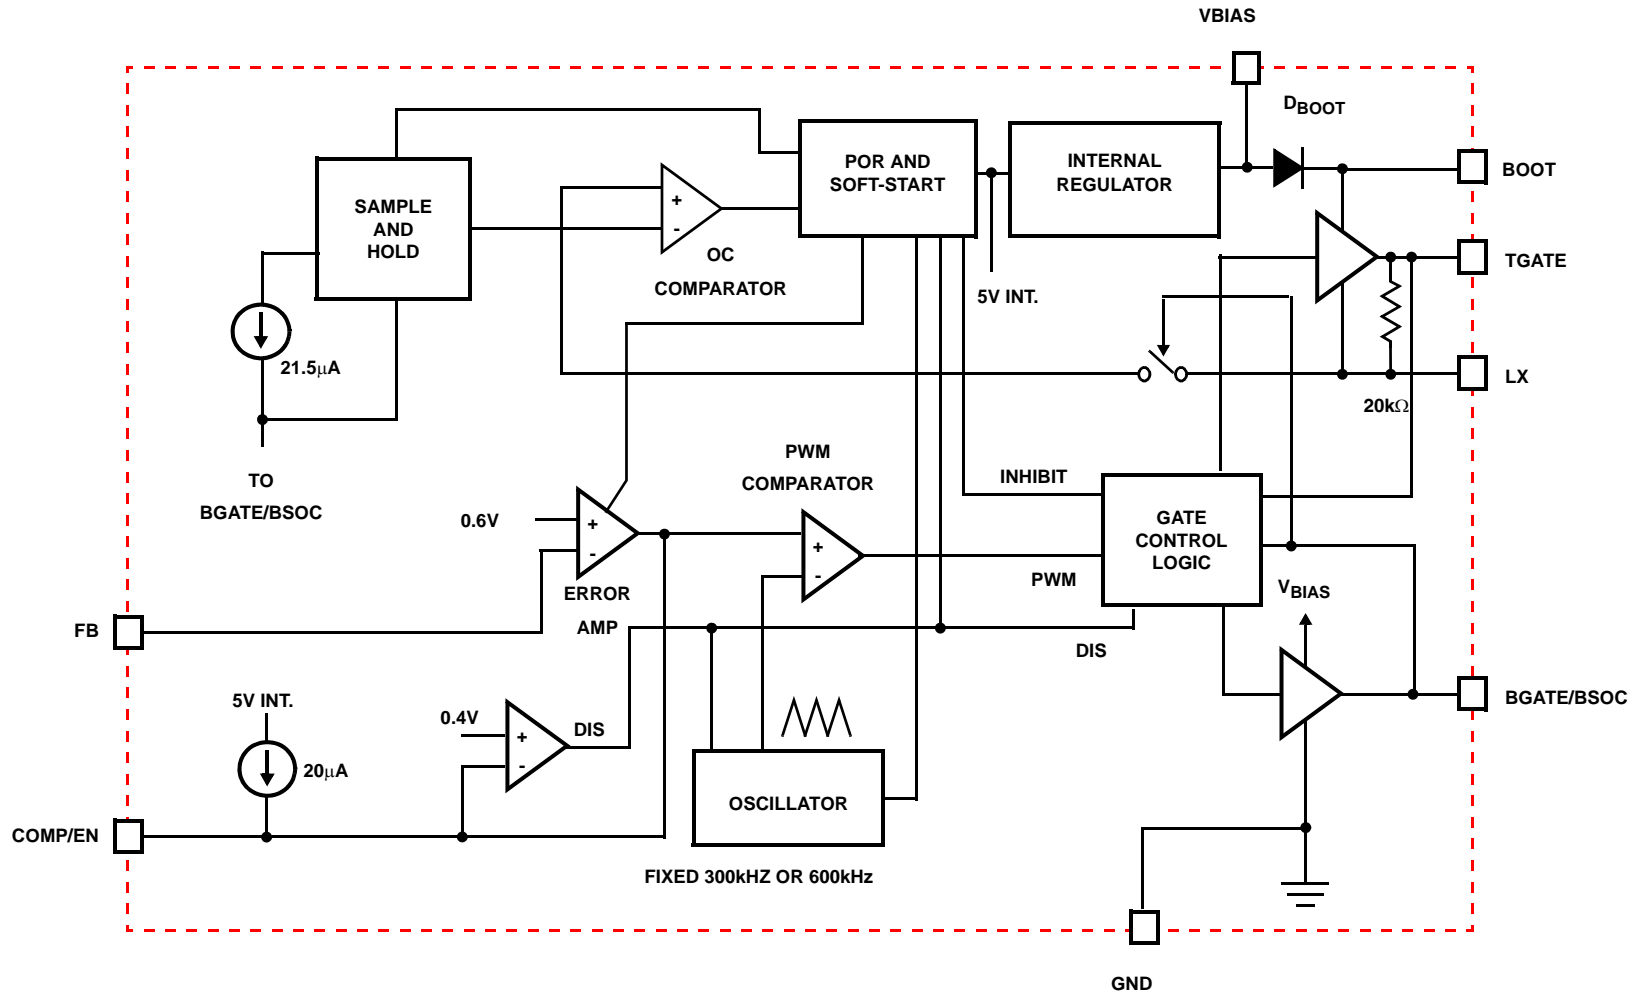 VBIAS
D_BOOT
BOOT
POR AND
SOFT-START
INTERNAL
REGULATOR
SAMPLE
AND
HOLD
+
-
OC
COMPARATOR
5V INT.
TGATE
21.5µA
LX
20kΩ
TO
BGATE/BSOC
PWM
COMPARATOR
INHIBIT
0.6V
+
-
ERROR
AMP
+
-
PWM
GATE
CONTROL
LOGIC
V_BIAS
FB
DIS
5V INT.
0.4V
+
-
DIS
BGATE/BSOC
20µA
OSCILLATOR
COMP/EN
FIXED 300kHZ OR 600kHz
GND